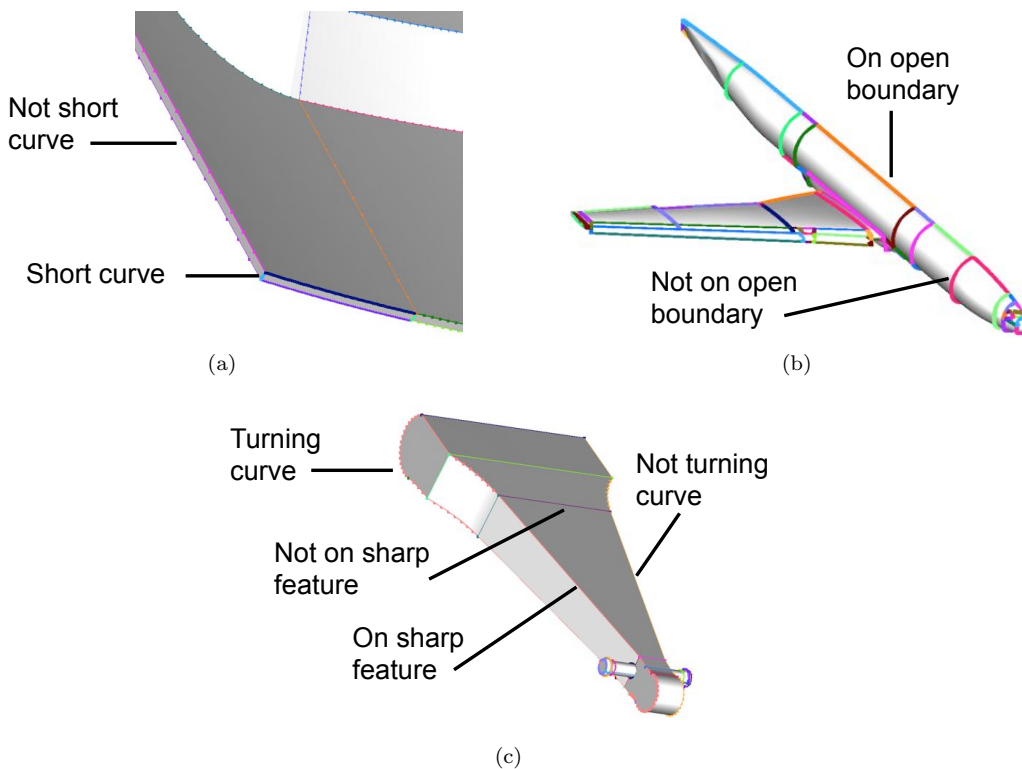 Not short
curve
Short curve
(a)
On open
boundary
Not on open
boundary
(b)
Turning
curve
Not turning
curve
Not on sharp
feature
On sharp
feature
(c)